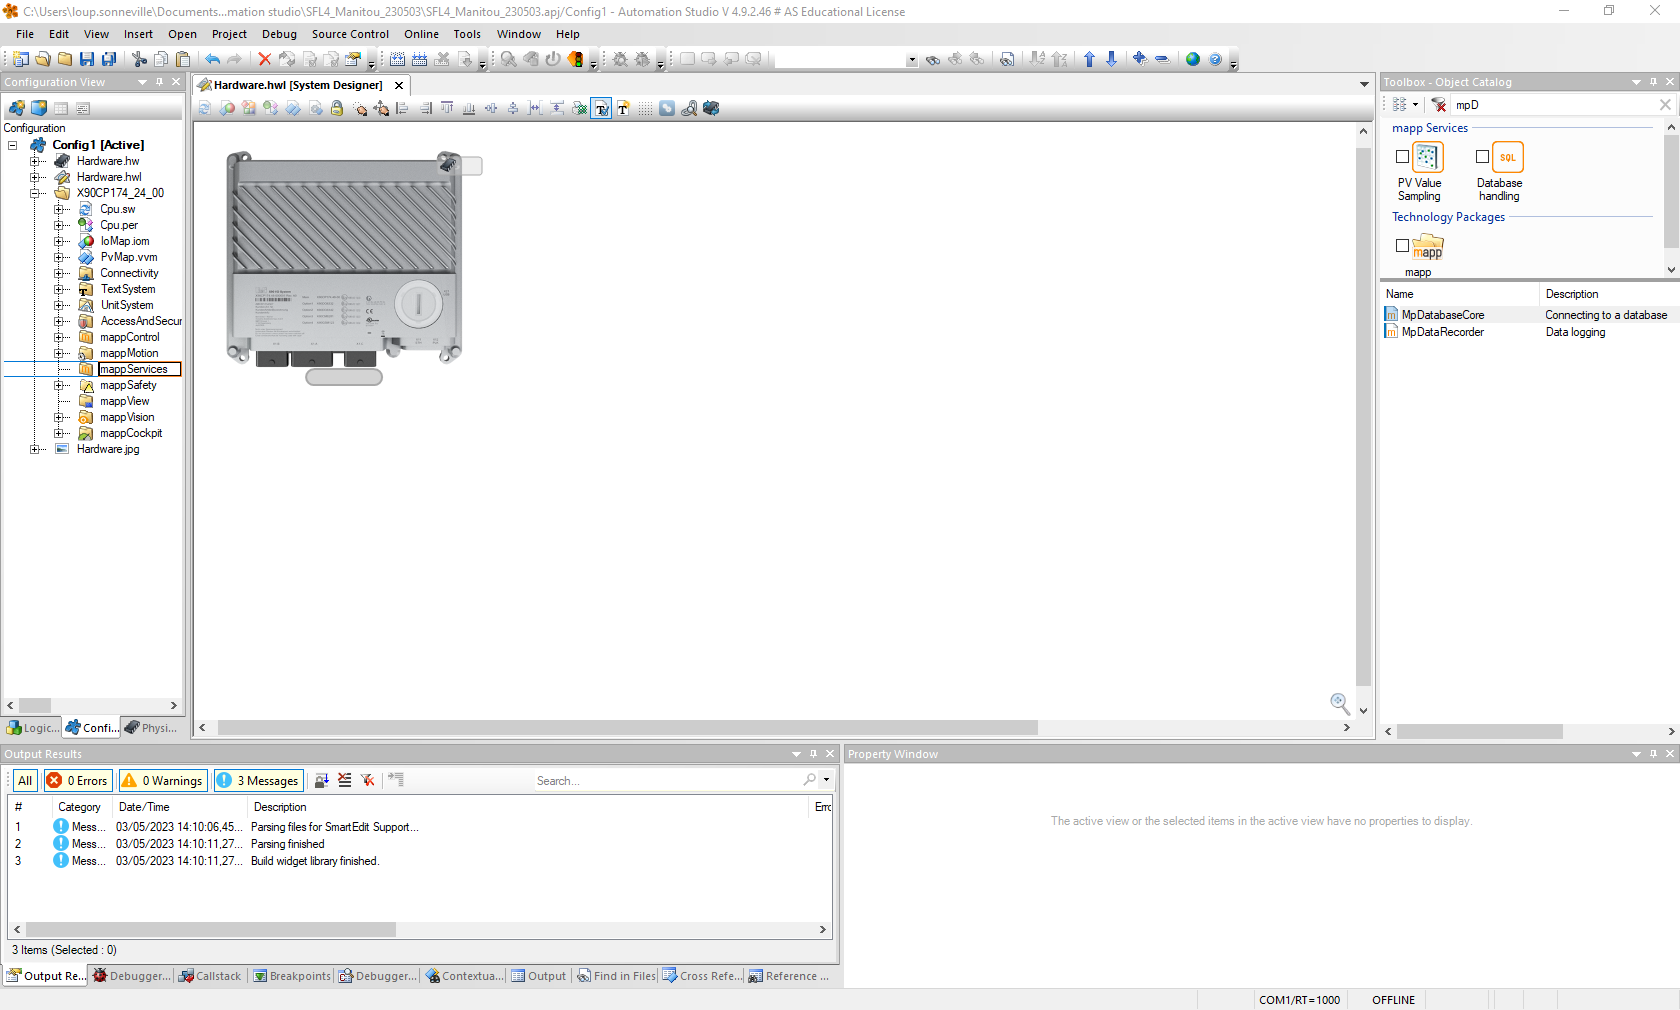 C:\Users\loup.sonneville\Documents...mation studio\SFL4_Manitou_230503\SFL4_Manitou_230503.apj/Config1 - Automation Studio V 4.9.2.46 # AS Educational License
File Edit View Insert Open Project Debug Source Control Online Tools Window Help
Configuration View
Configuration
Config1 [Active]
Hardware.hw
Hardware.hwl
X90CP174_24_00
Cpu.sw
Cpu.per
IoMap.iom
PvMap.vvm
Connectivity
TextSystem
UnitSystem
AccessAndSecur
mappControl
mappMotion
mappServices
mappSafety
mappView
mappVision
mappCockpit
Hardware.jpg
Logic... Confi... Physi...
Hardware.hwl [System Designer]
Toolbox - Object Catalog
mpD
mapp Services
PV Value Sampling
SQL
Database handling
Technology Packages
mapp
mapp
Name Description
MpDatabaseCore Connecting to a database
MpDataRecorder Data logging
Output Results
All 0 Errors 0 Warnings 3 Messages Search...
# Category Date/Time Description Errc
1 Mess... 03/05/2023 14:10:06,45... Parsing files for SmartEdit Support...
2 Mess... 03/05/2023 14:10:11,27... Parsing finished
3 Mess... 03/05/2023 14:10:11,27... Build widget library finished.
3 Items (Selected : 0)
Output Re... Debugger... Callstack Breakpoints Debugger... Contextua... Output Find in Files Cross Refe... Reference ...
Property Window
The active view or the selected items in the active view have no properties to display.
COM1/RT=1000 OFFLINE